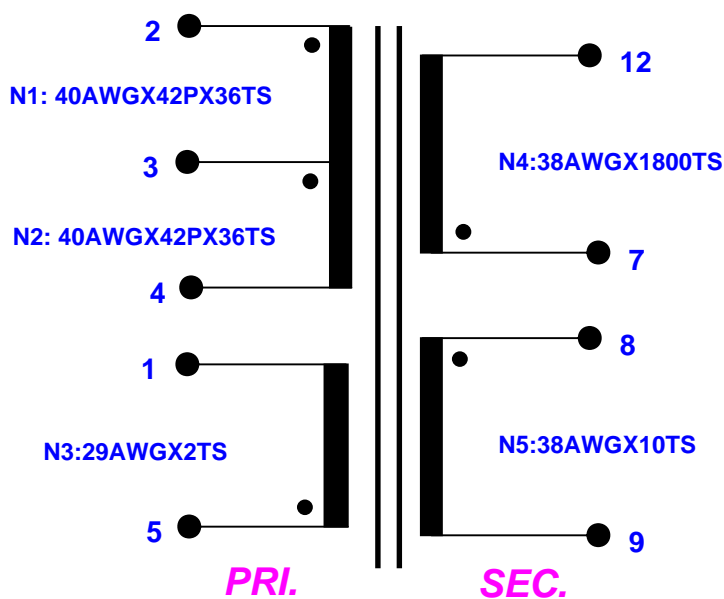 2
12
N1: 40AWGX42PX36TS
3
N4:38AWGX1800TS
N2: 40AWGX42PX36TS
7
4
8
1
N3:29AWGX2TS
N5:38AWGX10TS
5
9
PRI.
SEC.